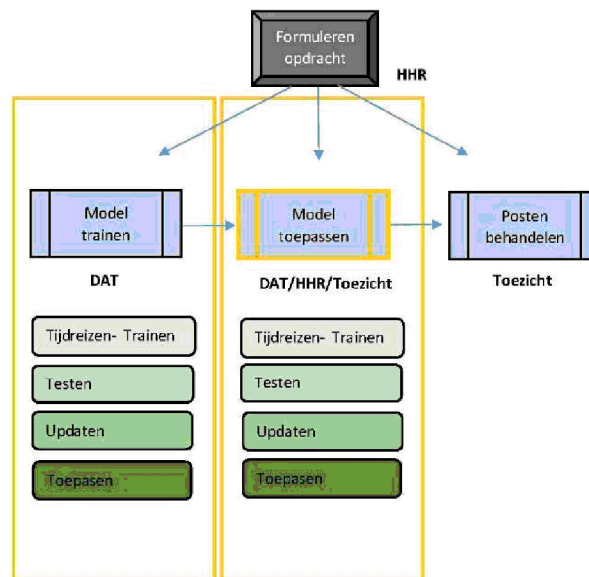 Formuleren
opdracht
HHR
Model
trainen
Model
toepassen
Posten
behandelen
DAT
DAT/HHR/Toezicht
Toezicht
Tijdreizen- Trainen
Testen
Updaten
Toepasen
Tijdreizen- Trainen
Testen
Updaten
Toepasen